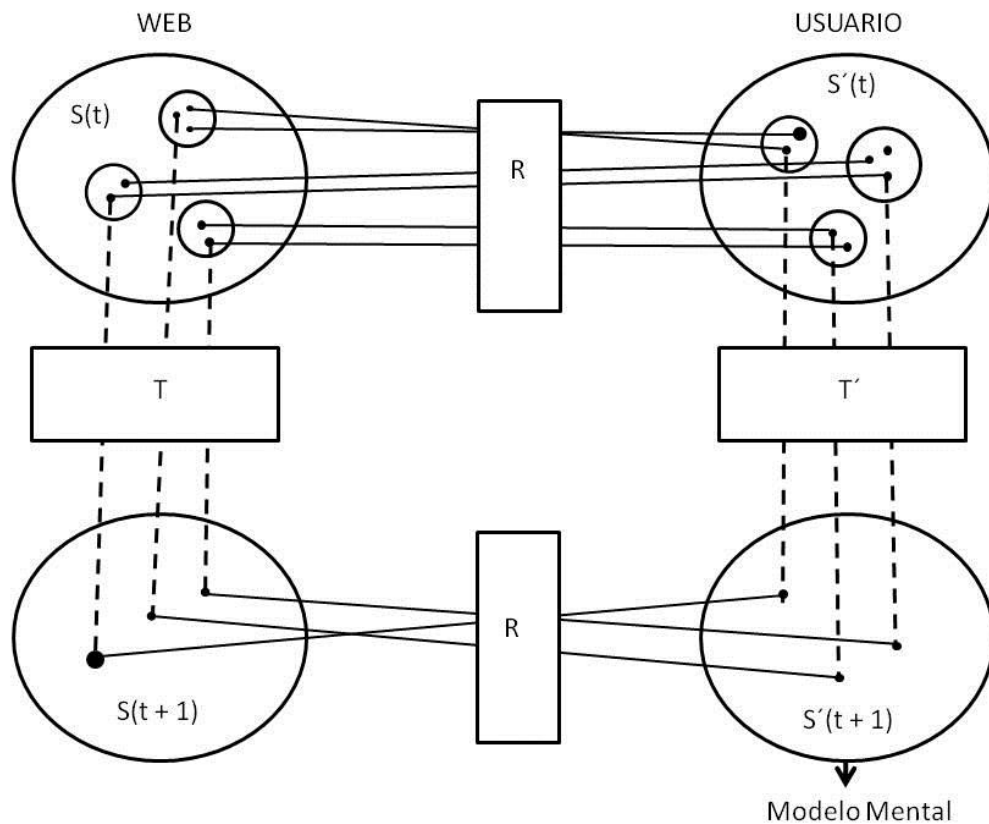 WEB
USUARIO
S(t)
S´(t)
R
T
T´
R
S(t + 1)
S´(t + 1)
Modelo Mental